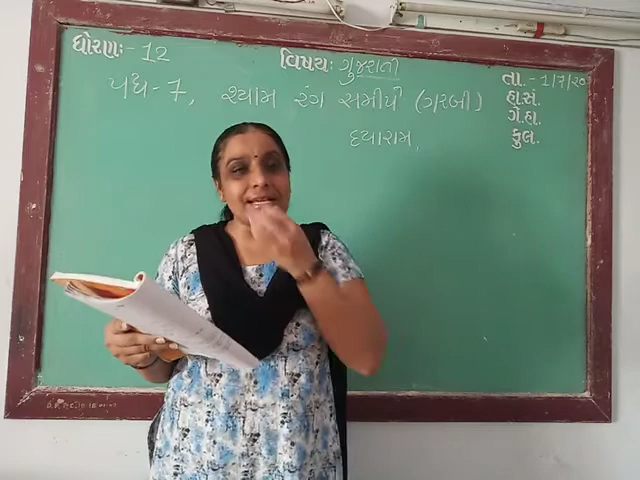 ધોરણઃ- 12
વિષયઃ ગુજરાતી
તા. - 1/7/20
પદ્ય - 7, શ્યામ રંગ સમીપે (ગરબી)
દયારામ,
હા.સં.
ગે.હા.
કુલ.